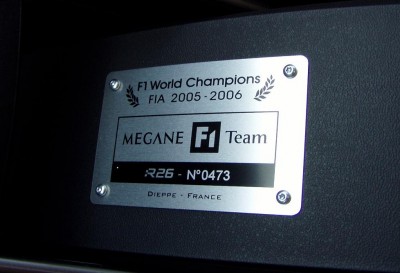 F1 World Champions
FIA 2005-2006
MEGANE F1 Team
R26 - N°0473
DIEPPE - FRANCE